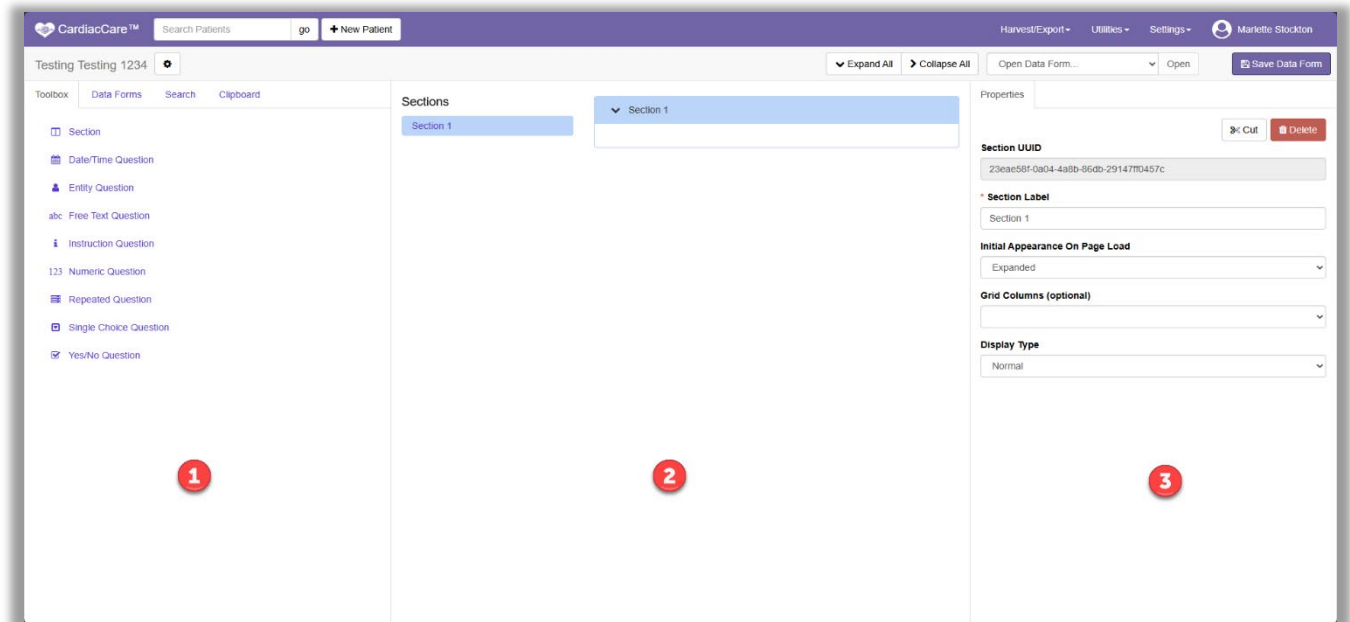 CardiacCare™ Search Patients go + New Patient Harvest/Export Utilities Settings Marlette Stockton
Testing Testing 1234 Expand All Collapse All Open Data Form... Open Save Data Form
Toolbox Data Forms Search Clipboard
Section
Date/Time Question
Entity Question
abc Free Text Question
i Instruction Question
123 Numeric Question
Repeated Question
Single Choice Question
Yes/No Question
1
Sections
Section 1
Section 1
2
Properties
Cut Delete
Section UUID
23eae58f-0a04-4a8b-86db-29147ff0457c
* Section Label
Section 1
Initial Appearance On Page Load
Expanded
Grid Columns (optional)
Display Type
Normal
3